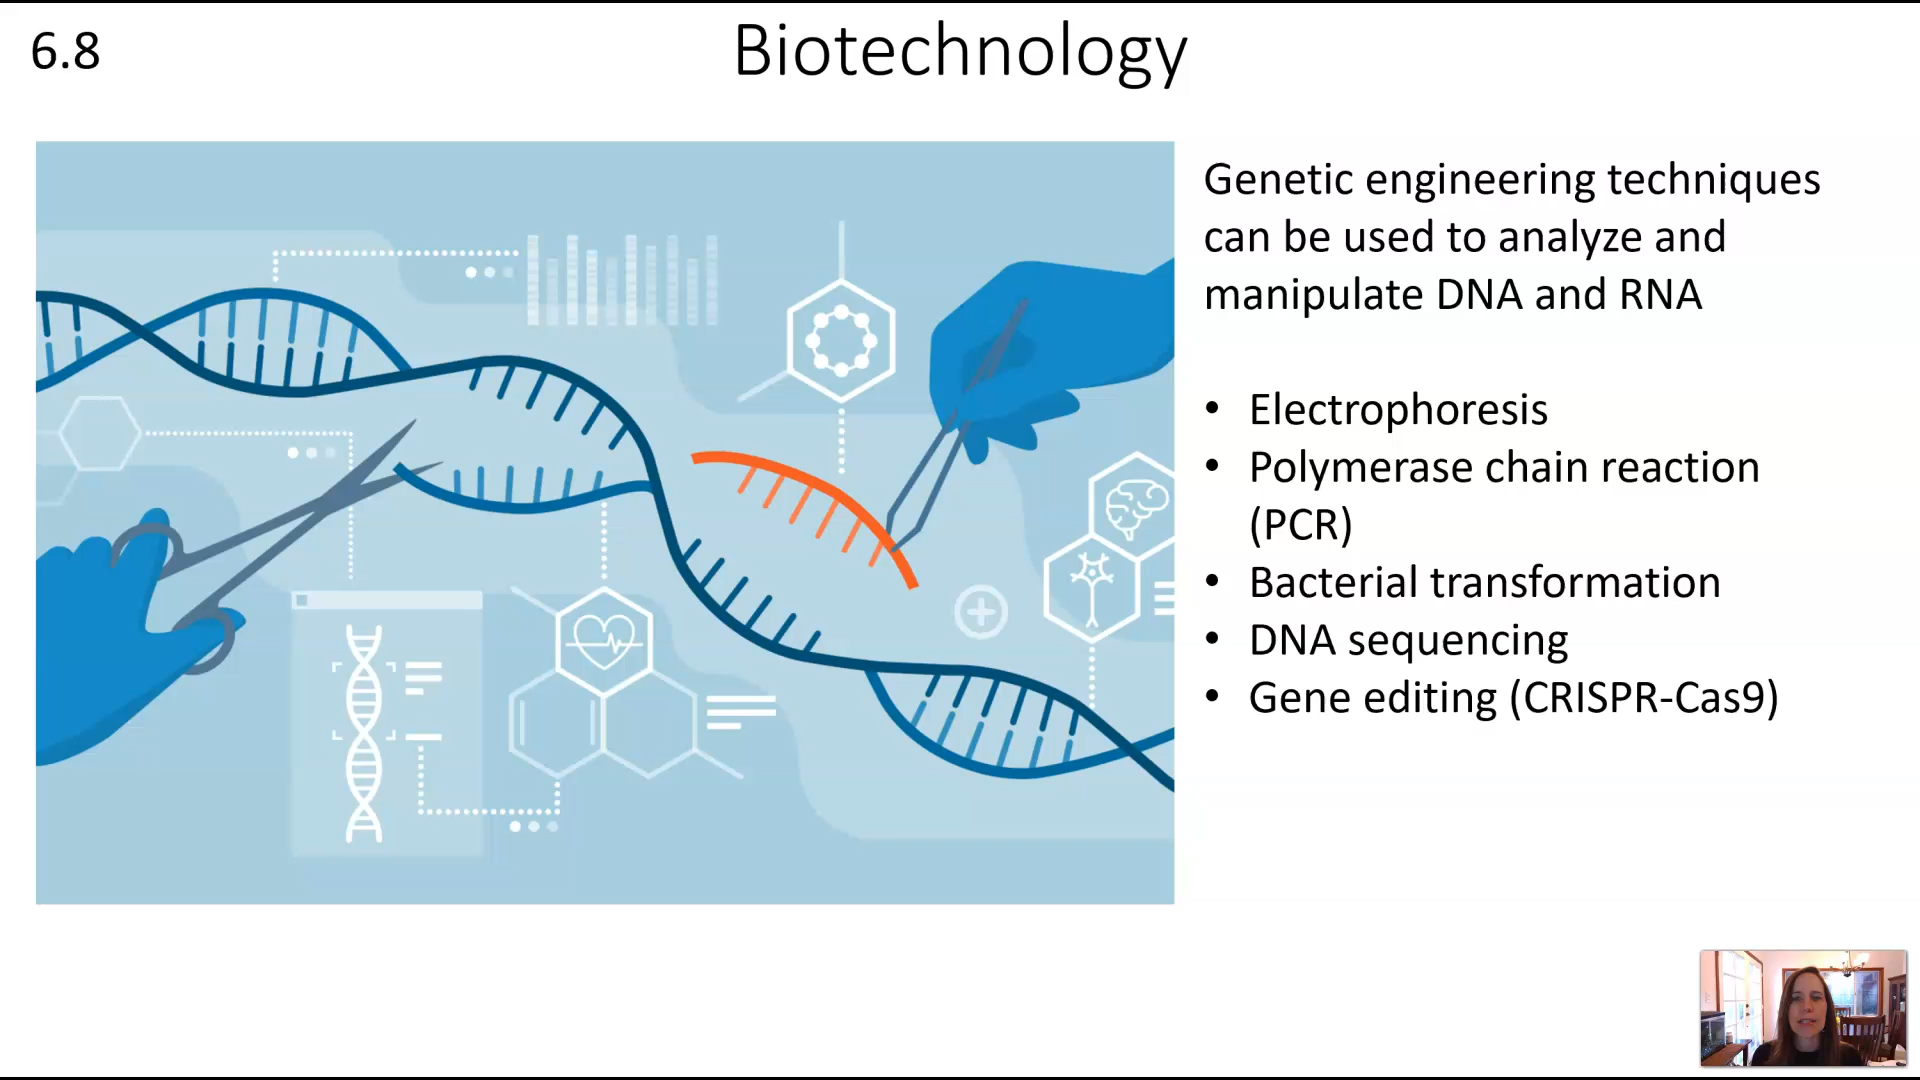 6.8
Biotechnology
Genetic engineering techniques
can be used to analyze and
manipulate DNA and RNA
• Electrophoresis
• Polymerase chain reaction
(PCR)
• Bacterial transformation
• DNA sequencing
• Gene editing (CRISPR-Cas9)